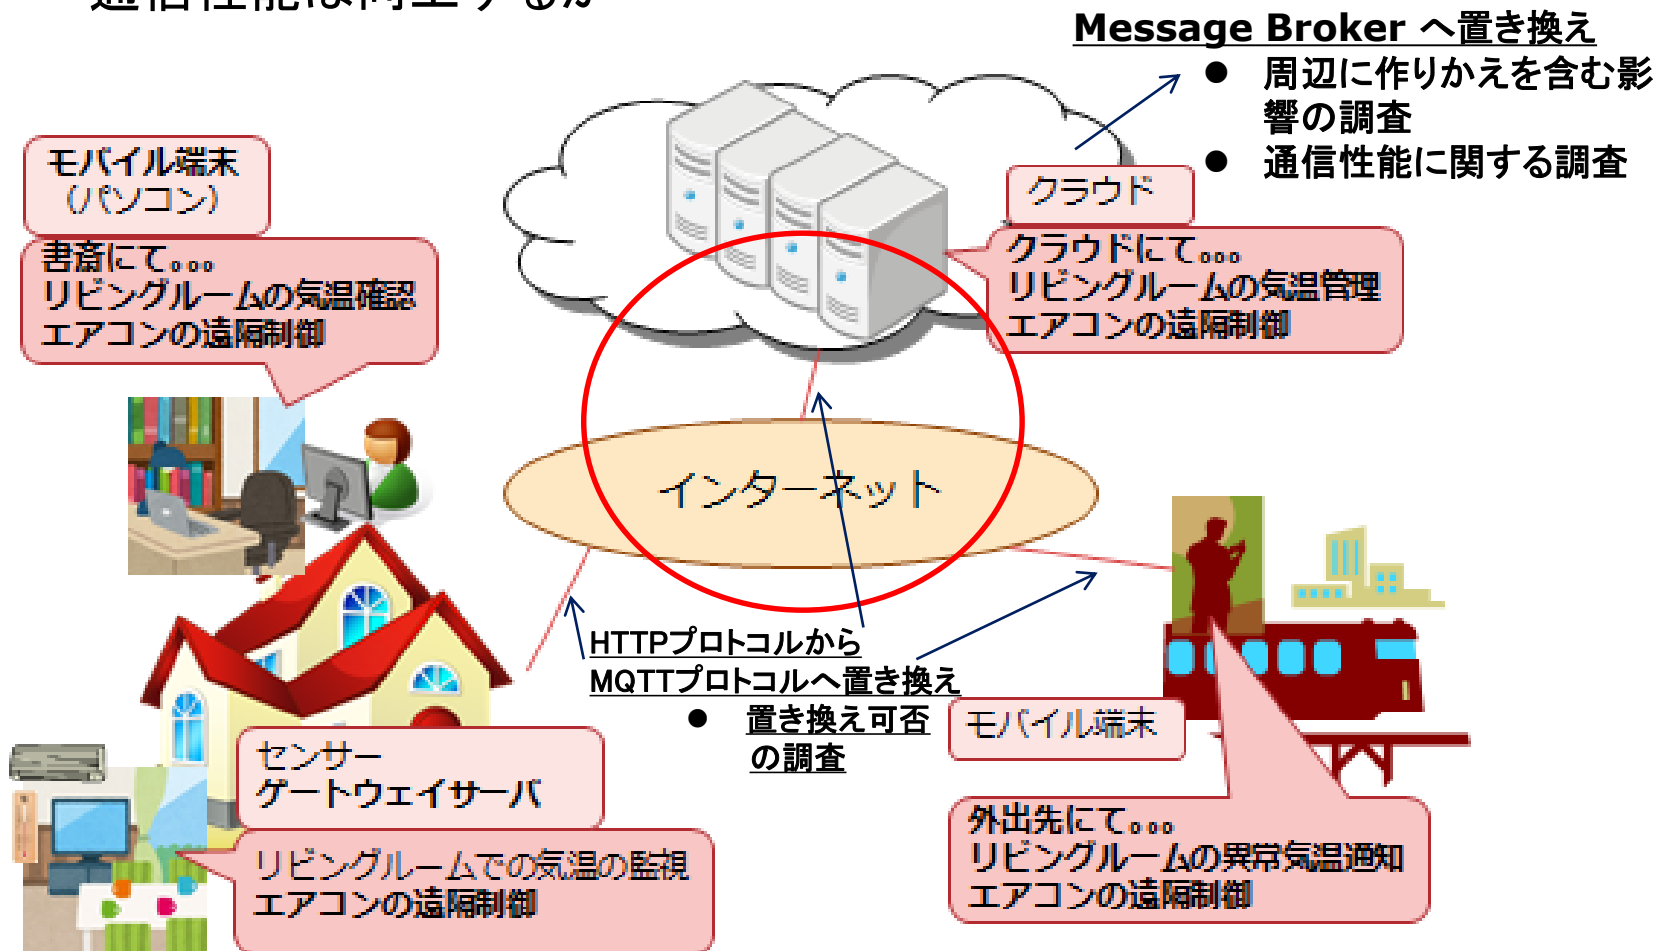 通信性能は向上するか
Message Broker へ置き換え
● 周辺に作りかえを含む影
響の調査
● 通信性能に関する調査
モバイル端末
（パソコン）
書斎にて。。。
リビングルームの気温確認
エアコンの遠隔制御
クラウド
クラウドにて。。。
リビングルームの気温管理
エアコンの遠隔制御
インターネット
HTTPプロトコルから
MQTTプロトコルへ置き換え
● 置き換え可否
の調査
モバイル端末
外出先にて。。。
リビングルームの異常気温通知
エアコンの遠隔制御
センサー
ゲートウェイサーバ
リビングルームでの気温の監視
エアコンの遠隔制御